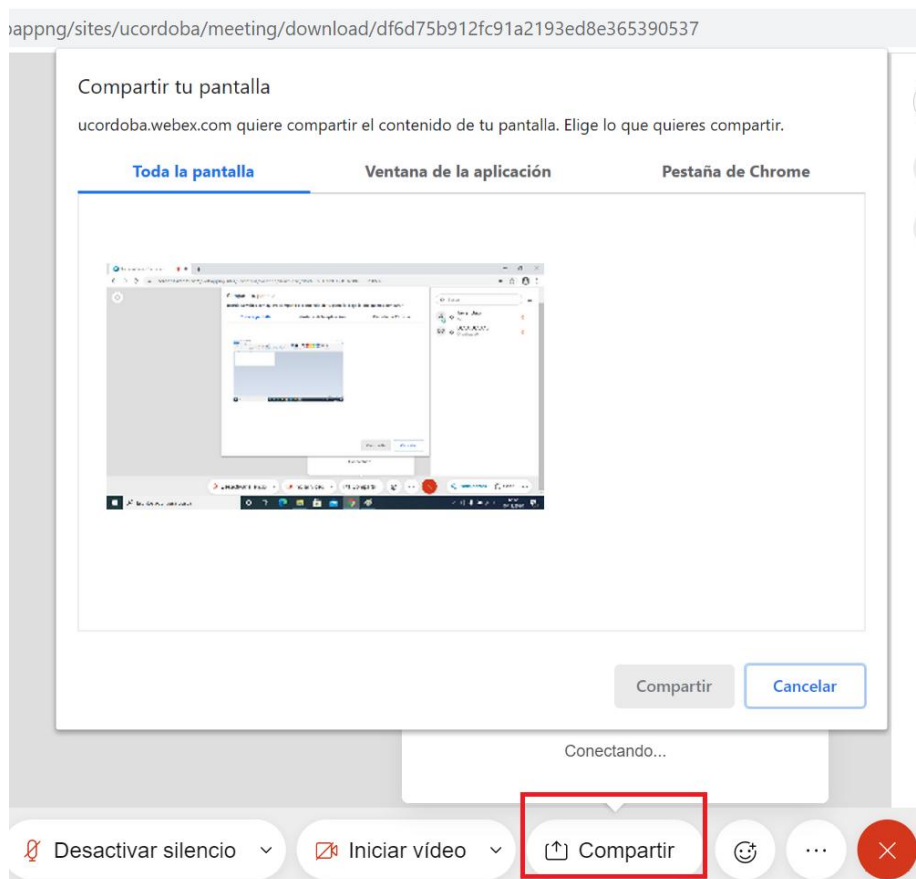 appng/sites/ucordoba/meeting/download/df6d75b912fc91a2193ed8e365390537
Compartir tu pantalla
ucordoba.webex.com quiere compartir el contenido de tu pantalla. Elige lo que quieres compartir.
Toda la pantalla Ventana de la aplicación Pestaña de Chrome
Compartir Cancelar
Conectando...
Desactivar silencio Iniciar vídeo Compartir